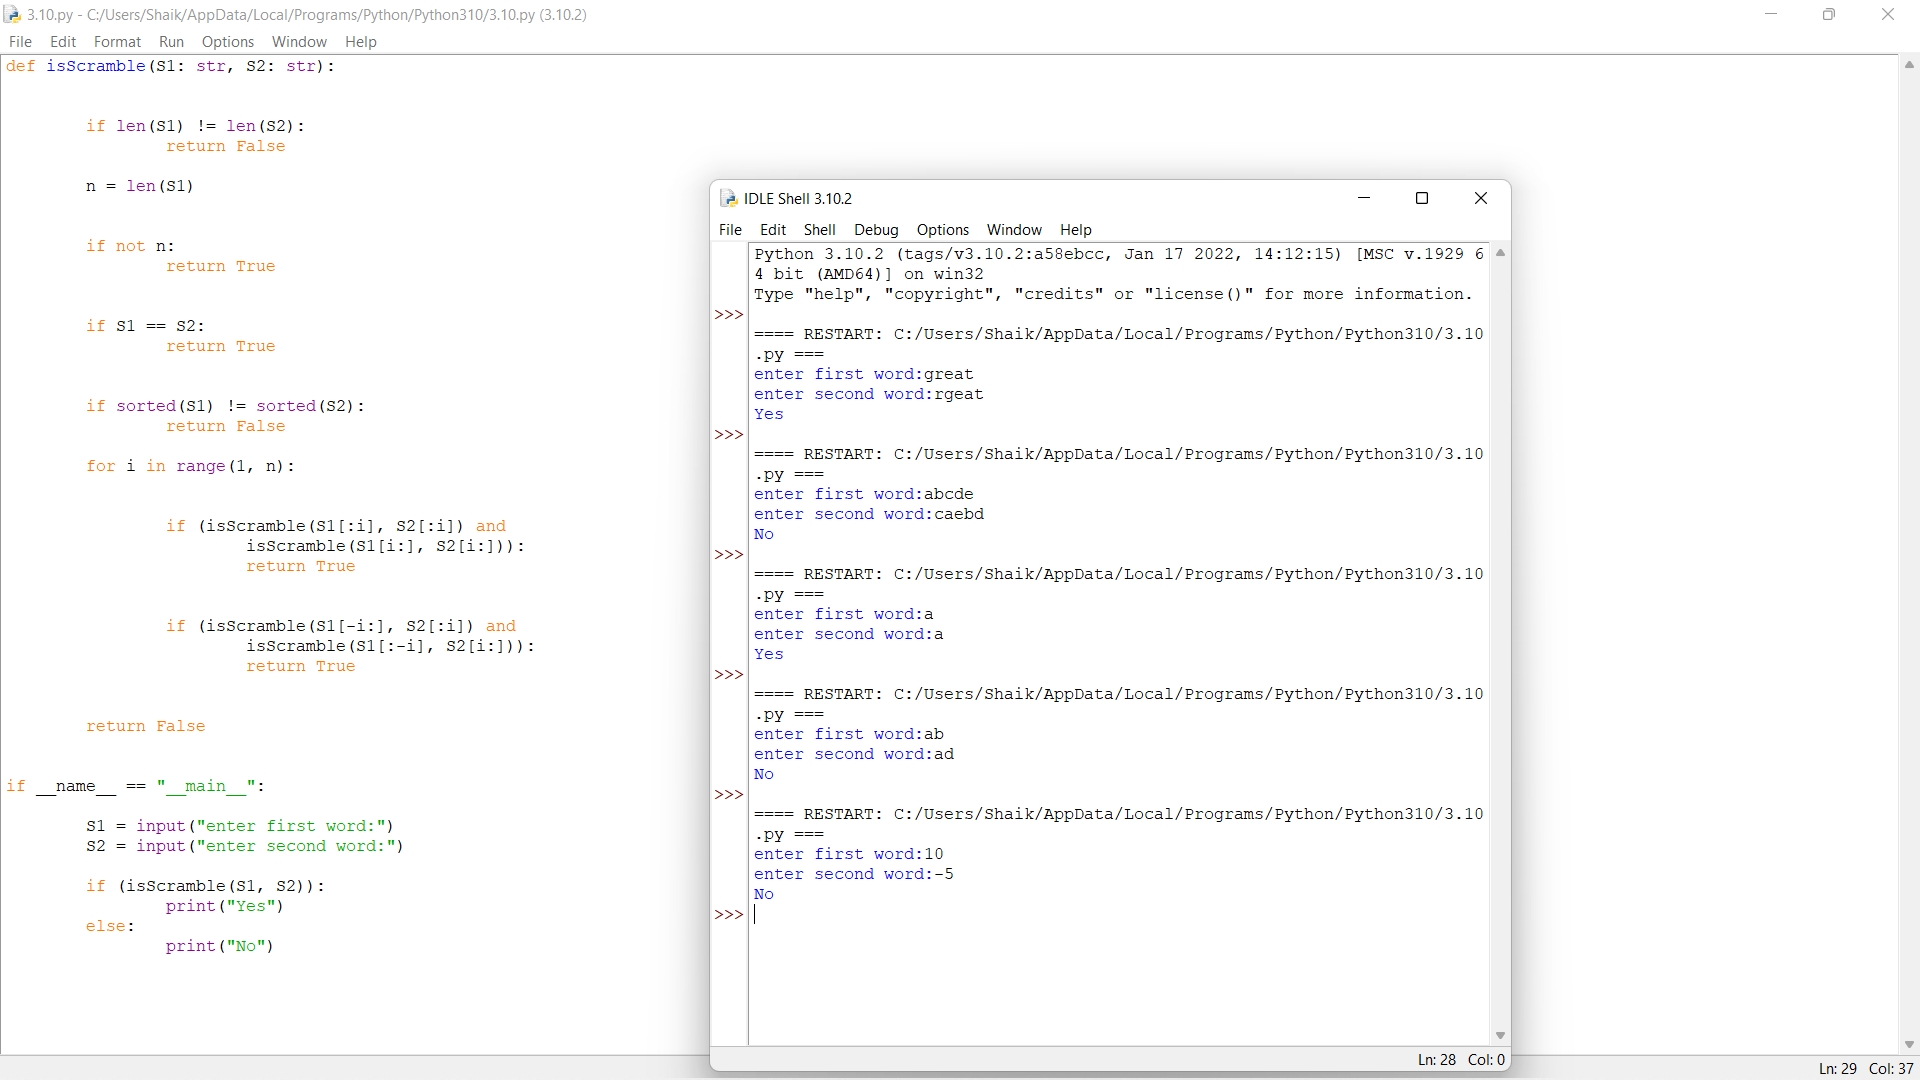 3.10.py - C:/Users/Shaik/AppData/Local/Programs/Python/Python310/3.10.py (3.10.2)
File Edit Format Run Options Window Help
def isScramble(S1: str, S2: str):
if len(S1) != len(S2):
return False
n = len(S1)
if not n:
return True
if S1 == S2:
return True
if sorted(S1) != sorted(S2):
return False
for i in range(1, n):
if (isScramble(S1[:i], S2[:i]) and
isScramble(S1[i:], S2[i:])):
return True
if (isScramble(S1[-i:], S2[:i]) and
isScramble(S1[:-i], S2[i:])):
return True
return False
if __name__ == "__main__":
S1 = input("enter first word:")
S2 = input("enter second word:")
if (isScramble(S1, S2)):
print("Yes")
else:
print("No")
IDLE Shell 3.10.2
File Edit Shell Debug Options Window Help
Python 3.10.2 (tags/v3.10.2:a58ebcc, Jan 17 2022, 14:12:15) [MSC v.1929 6
4 bit (AMD64)] on win32
Type "help", "copyright", "credits" or "license()" for more information.
>>>
==== RESTART: C:/Users/Shaik/AppData/Local/Programs/Python/Python310/3.10
.py ===
enter first word:great
enter second word:rgeat
Yes
>>>
==== RESTART: C:/Users/Shaik/AppData/Local/Programs/Python/Python310/3.10
.py ===
enter first word:abcde
enter second word:caebd
No
>>>
==== RESTART: C:/Users/Shaik/AppData/Local/Programs/Python/Python310/3.10
.py ===
enter first word:a
enter second word:a
Yes
>>>
==== RESTART: C:/Users/Shaik/AppData/Local/Programs/Python/Python310/3.10
.py ===
enter first word:ab
enter second word:ad
No
>>>
==== RESTART: C:/Users/Shaik/AppData/Local/Programs/Python/Python310/3.10
.py ===
enter first word:10
enter second word:-5
No
>>>
Ln: 28 Col: 0
Ln: 29 Col: 37